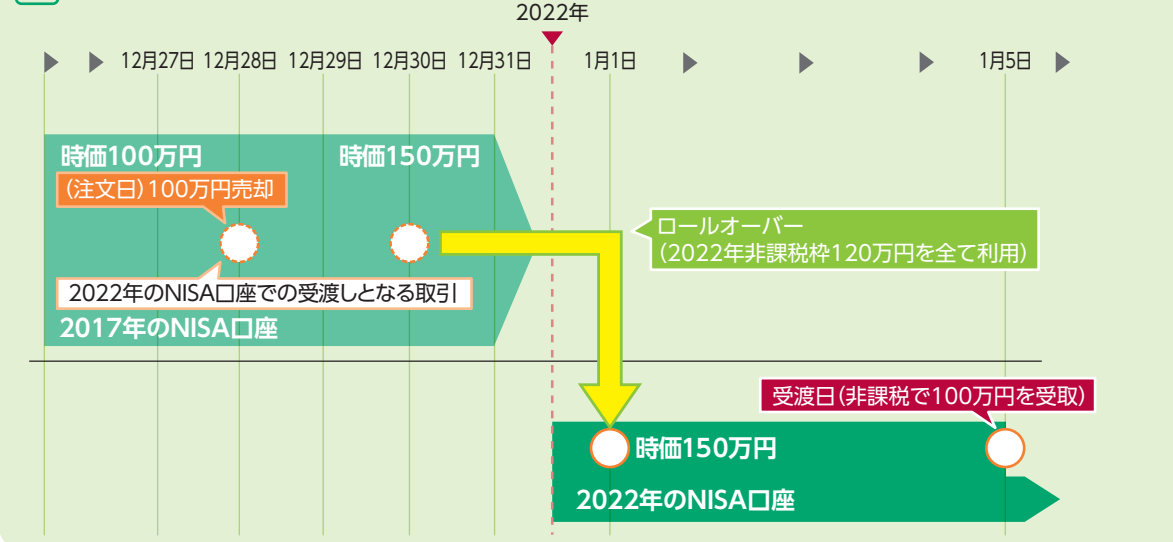 2022年
12月27日 12月28日 12月29日 12月30日 12月31日 1月1日 1月5日
時価100万円 時価150万円
(注文日)100万円売却
ロールオーバー
(2022年非課税枠120万円を全て利用)
2022年のNISA口座での受渡しとなる取引
2017年のNISA口座
受渡日(非課税で100万円を受取)
時価150万円
2022年のNISA口座